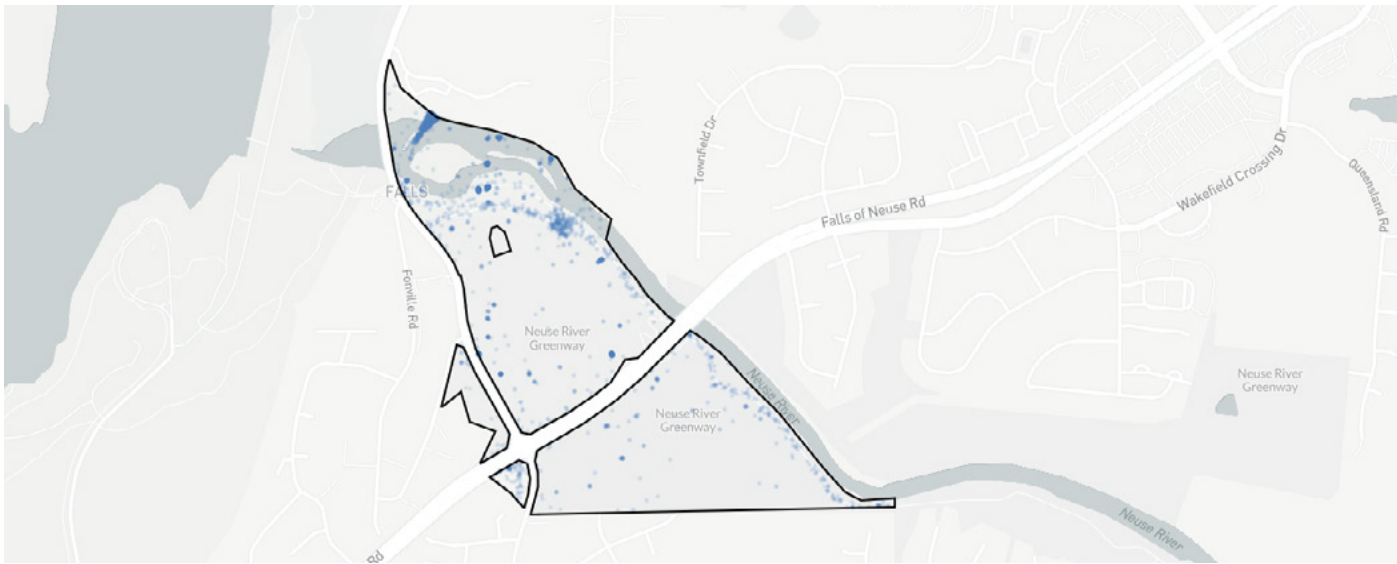 Townfield Dr
Wakefield Crossing Dr
Queensland Rd
FALLS
Falls of Neuse Rd
Fonville Rd
Neuse River
Greenway
Neuse River
Greenway
Neuse River
Neuse River
Greenway
Neuse River
Rd